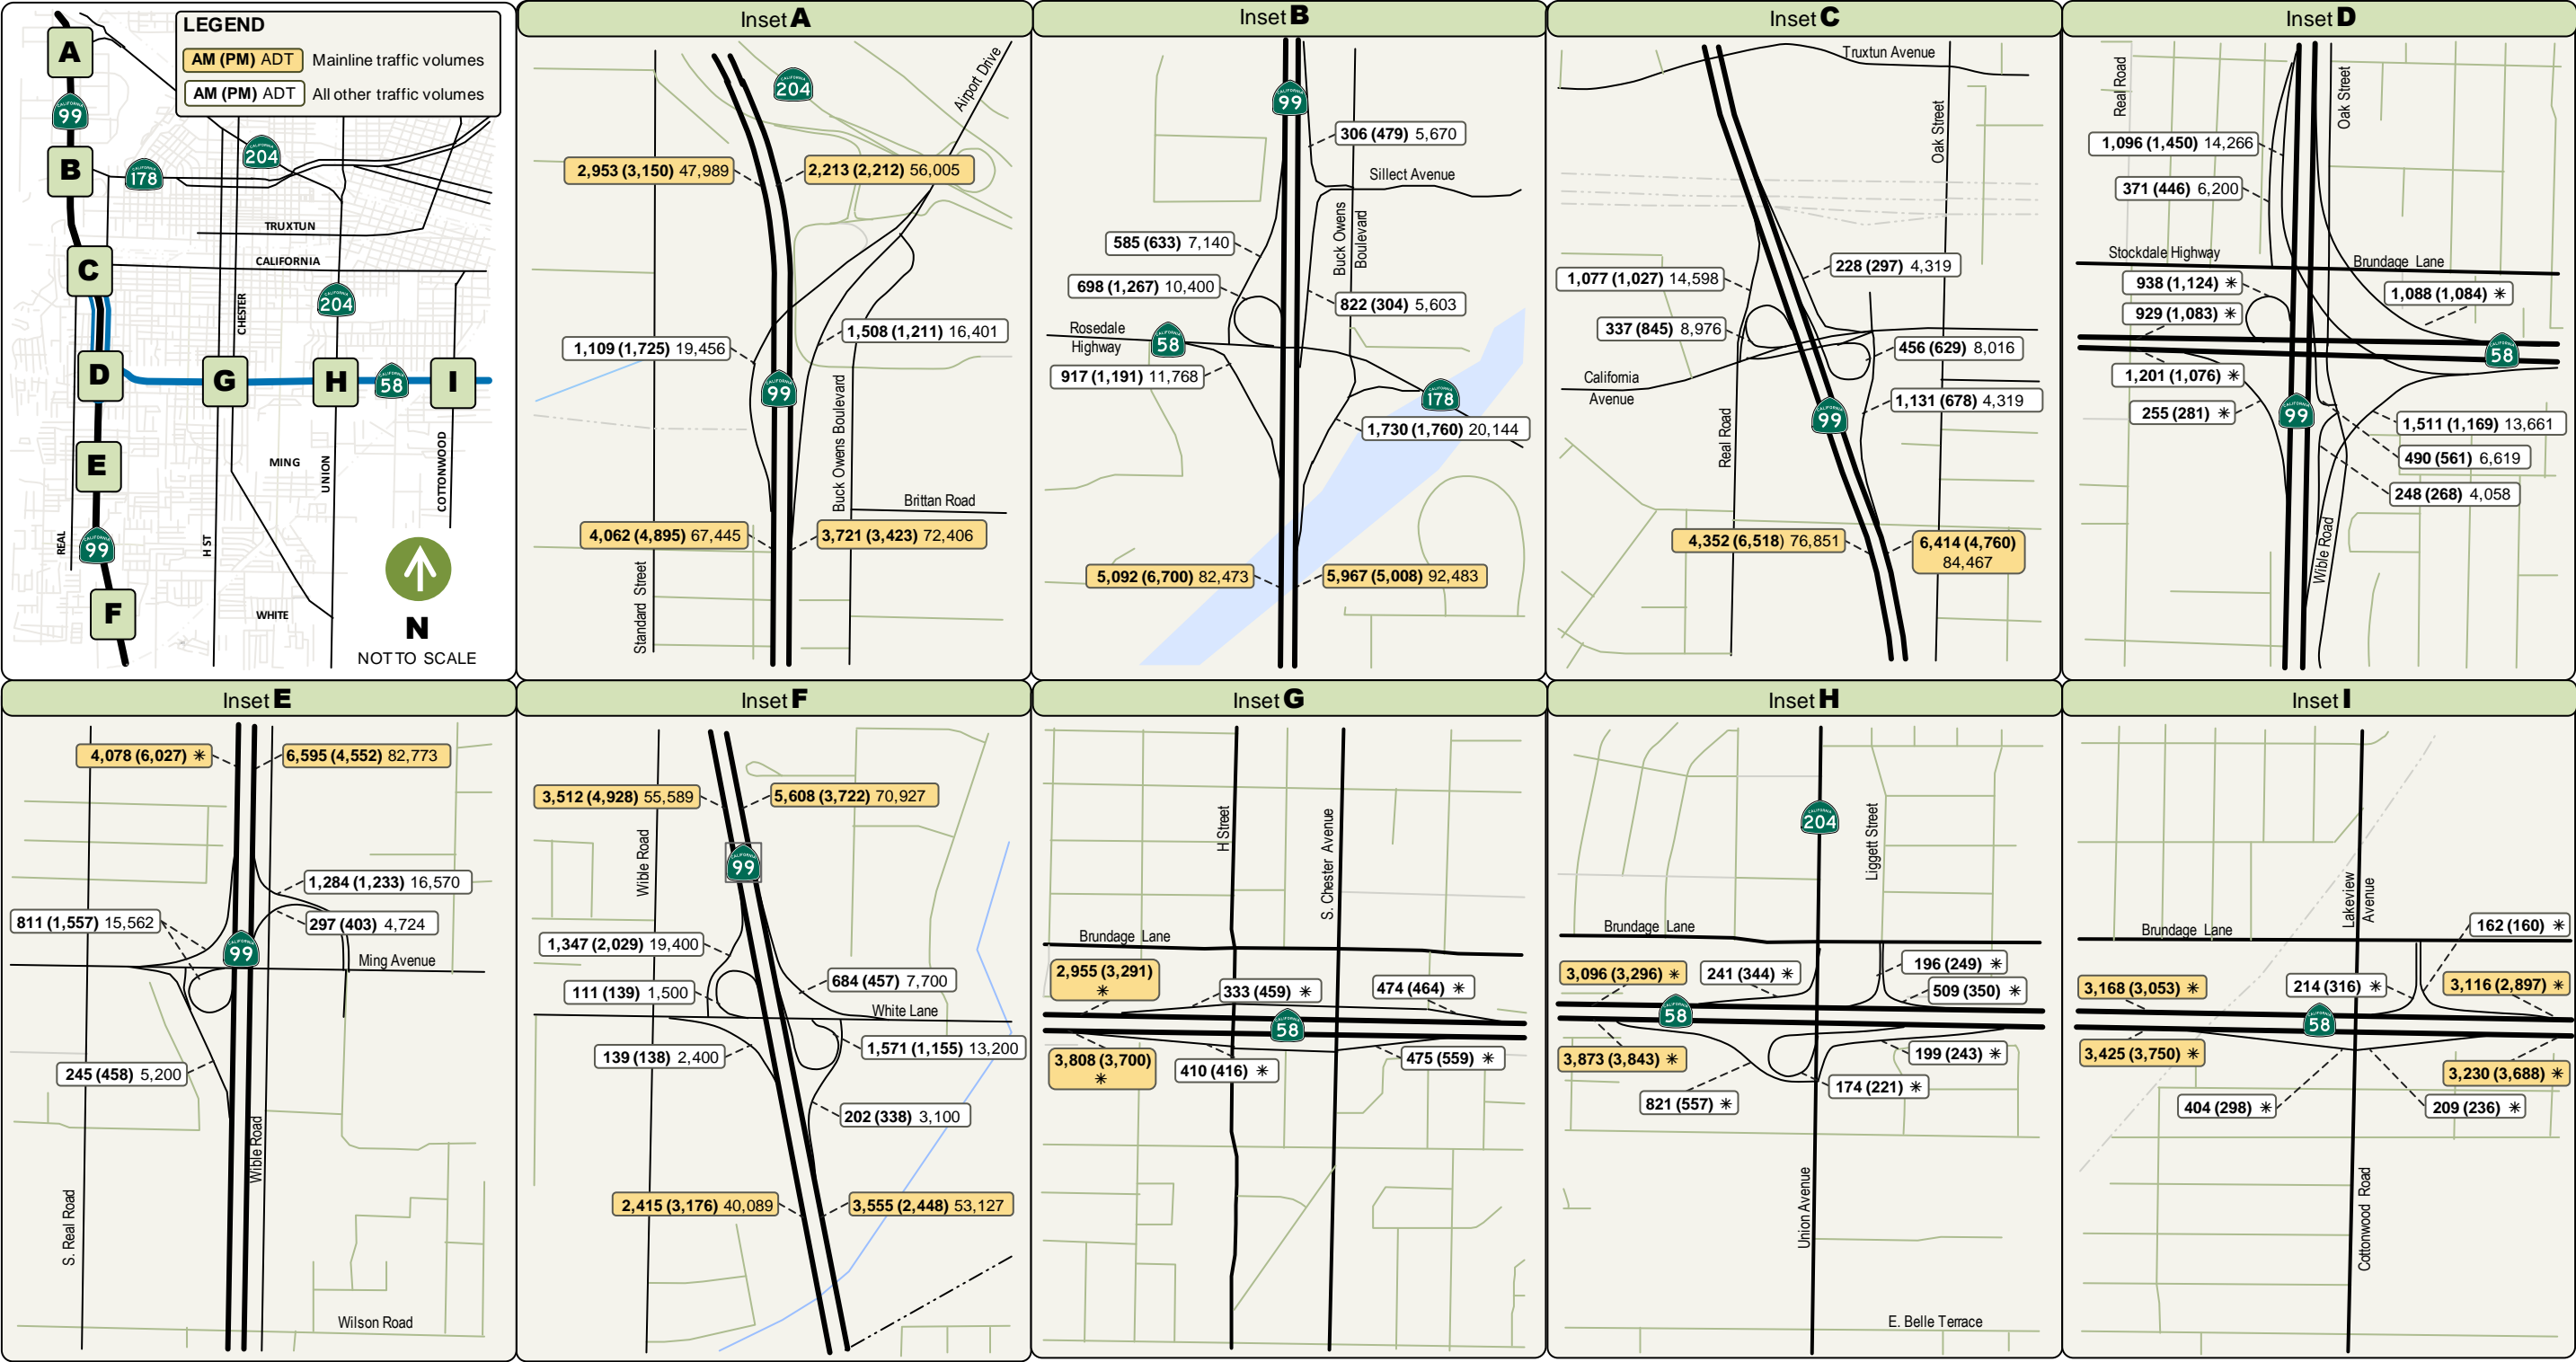 LEGEND
AM (PM) ADT Mainline traffic volumes
AM (PM) ADT All other traffic volumes
A
CALIFORNIA 99
B
CALIFORNIA 178
CALIFORNIA 204
TRUXTUN
C
CALIFORNIA
CHESTER
CALIFORNIA 204
D
G
H
CALIFORNIA 58
I
E
MING
UNION
COTTONWOOD
REAL
CALIFORNIA 99
H ST
F
WHITE
N
NOT TO SCALE
Inset A
CALIFORNIA 204
Airport Drive
2,953 (3,150) 47,989
2,213 (2,212) 56,005
1,508 (1,211) 16,401
1,109 (1,725) 19,456
CALIFORNIA 99
Buck Owens Boulevard
Brittan Road
4,062 (4,895) 67,445
3,721 (3,423) 72,406
Standard Street
Inset B
CALIFORNIA 99
306 (479) 5,670
Sillect Avenue
Buck Owens
Boulevard
585 (633) 7,140
698 (1,267) 10,400
822 (304) 5,603
Rosedale
Highway
CALIFORNIA 58
917 (1,191) 11,768
CALIFORNIA 178
1,730 (1,760) 20,144
5,092 (6,700) 82,473
5,967 (5,008) 92,483
Inset C
Truxtun Avenue
Oak Street
228 (297) 4,319
1,077 (1,027) 14,598
337 (845) 8,976
456 (629) 8,016
California
Avenue
1,131 (678) 4,319
CALIFORNIA 99
Real Road
4,352 (6,518) 76,851
6,414 (4,760)
84,467
Inset D
Real Road
Oak Street
1,096 (1,450) 14,266
371 (446) 6,200
Stockdale Highway
Brundage Lane
938 (1,124) ✳
1,088 (1,084) ✳
929 (1,083) ✳
CALIFORNIA 58
1,201 (1,076) ✳
255 (281) ✳
CALIFORNIA 99
1,511 (1,169) 13,661
490 (561) 6,619
248 (268) 4,058
Wible Road
Inset E
4,078 (6,027) ✳
6,595 (4,552) 82,773
1,284 (1,233) 16,570
811 (1,557) 15,562
297 (403) 4,724
CALIFORNIA 99
Ming Avenue
245 (458) 5,200
Wible Road
S. Real Road
Wilson Road
Inset F
3,512 (4,928) 55,589
5,608 (3,722) 70,927
Wible Road
CALIFORNIA 99
1,347 (2,029) 19,400
684 (457) 7,700
111 (139) 1,500
White Lane
139 (138) 2,400
1,571 (1,155) 13,200
202 (338) 3,100
2,415 (3,176) 40,089
3,555 (2,448) 53,127
Inset G
H Street
S. Chester Avenue
Brundage Lane
2,955 (3,291)
✳
333 (459) ✳
474 (464) ✳
CALIFORNIA 58
3,808 (3,700)
✳
410 (416) ✳
475 (559) ✳
Inset H
CALIFORNIA 204
Liggett Street
Brundage Lane
3,096 (3,296) ✳
241 (344) ✳
196 (249) ✳
509 (350) ✳
CALIFORNIA 58
3,873 (3,843) ✳
199 (243) ✳
174 (221) ✳
821 (557) ✳
Union Avenue
E. Belle Terrace
Inset I
Lakeview
Avenue
162 (160) ✳
Brundage Lane
3,168 (3,053) ✳
214 (316) ✳
3,116 (2,897) ✳
CALIFORNIA 58
3,425 (3,750) ✳
3,230 (3,688) ✳
404 (298) ✳
209 (236) ✳
Cottonwood Road